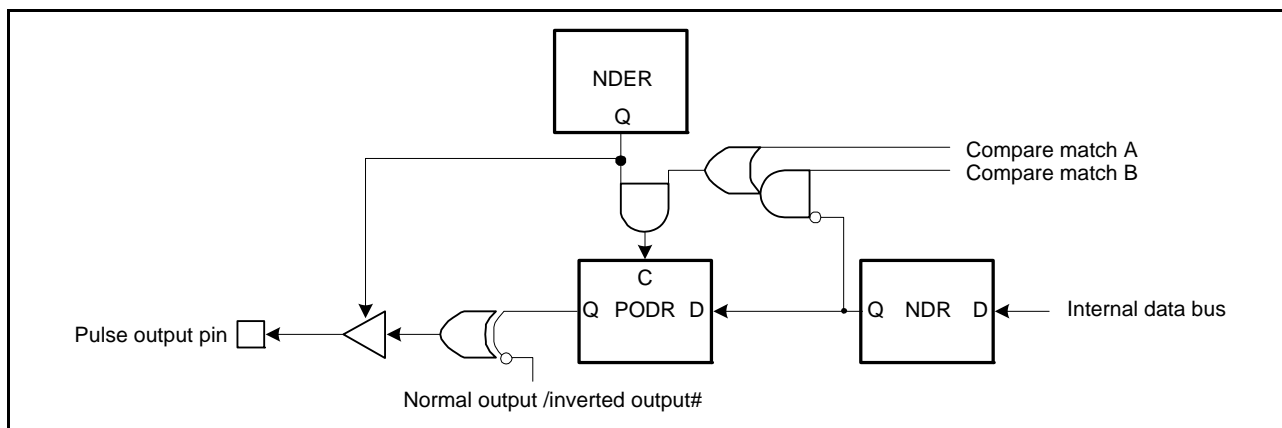 NDER
Q
Compare match A
Compare match B
C
Q PODR D
Q NDR D
Internal data bus
Pulse output pin
Normal output /inverted output#